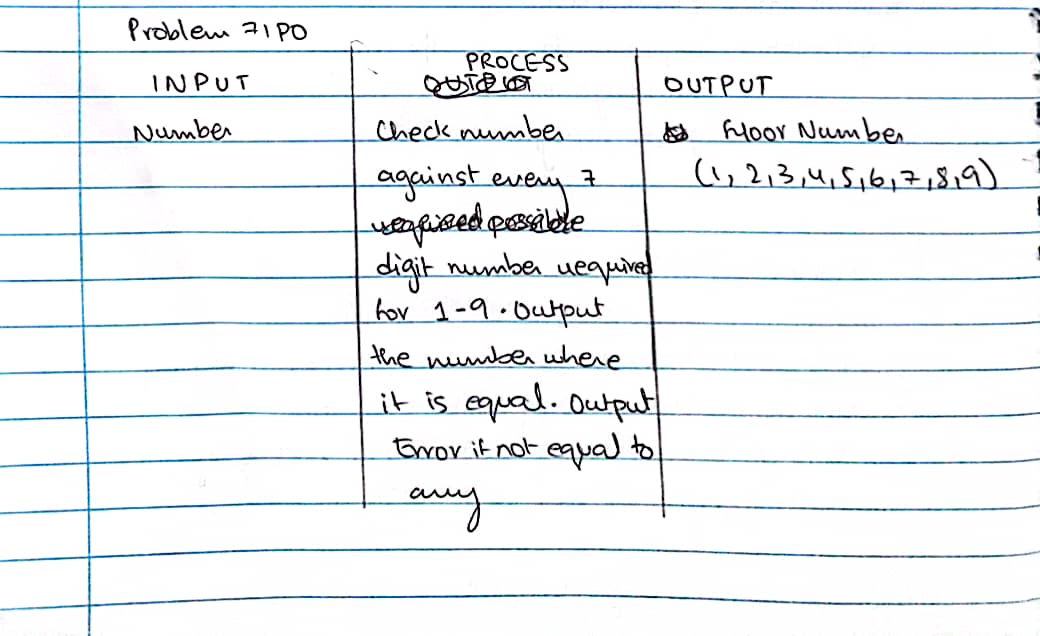 Problem 7 IPO
PROCESS
INPUT OUTPUT
Number Check number Floor Number
against every 7 (1, 2,3,4,5,6,7,8,9)
required possible
digit number required
for 1-9. Output
the number where
it is equal. Output
Error if not equal to
any